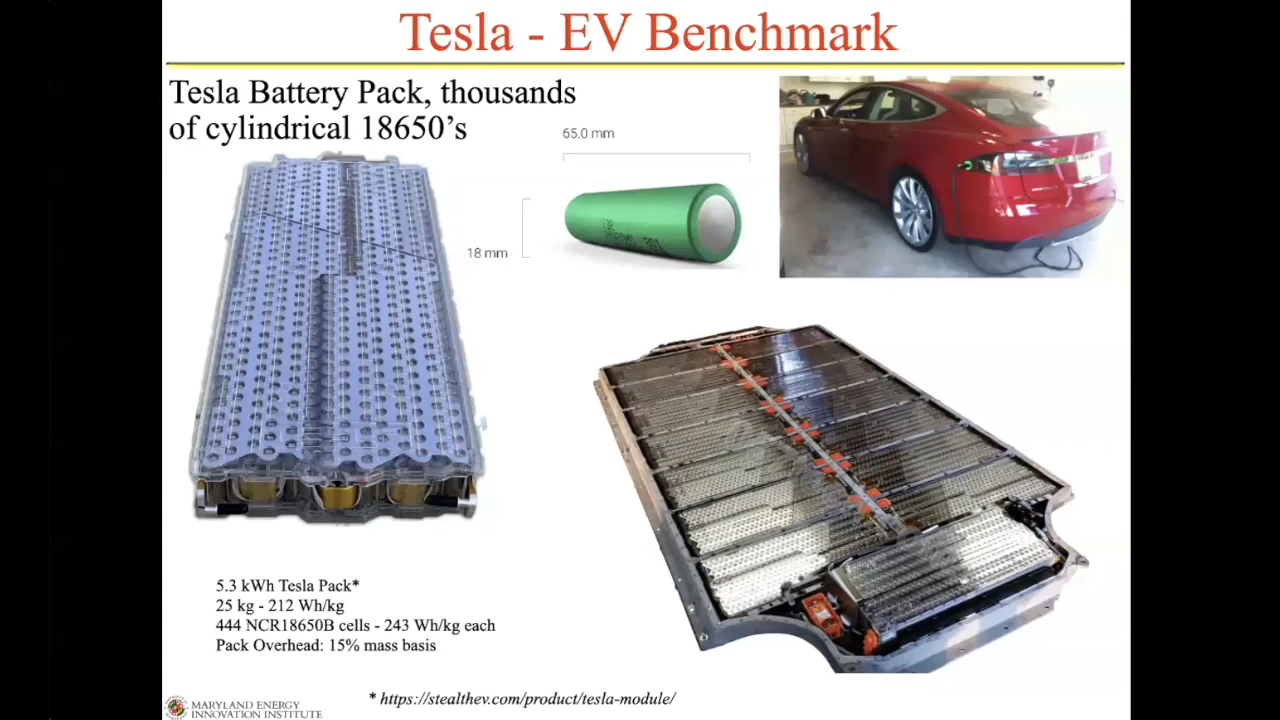 Tesla - EV Benchmark
Tesla Battery Pack, thousands
of cylindrical 18650’s
65.0 mm
18 mm
5.3 kWh Tesla Pack*
25 kg - 212 Wh/kg
444 NCR18650B cells - 243 Wh/kg each
Pack Overhead: 15% mass basis
* https://stealthev.com/product/tesla-module/
MARYLAND ENERGY
INNOVATION INSTITUTE